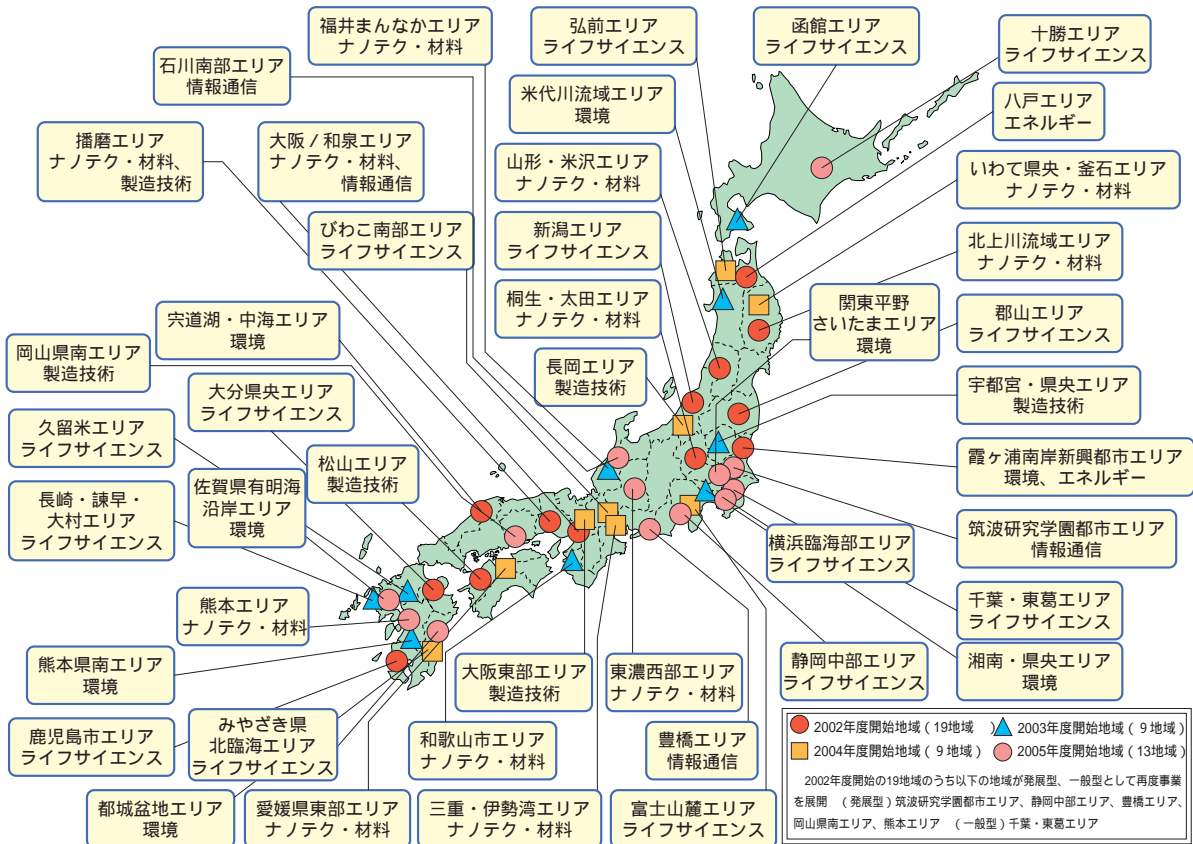 福井まんなかエリア
ナノテク・材料
弘前エリア
ライフサイエンス
函館エリア
ライフサイエンス
十勝エリア
ライフサイエンス
石川南部エリア
情報通信
米代川流域エリア
環境
八戸エリア
エネルギー
播磨エリア
ナノテク・材料、
製造技術
大阪/和泉エリア
ナノテク・材料、
情報通信
山形・米沢エリア
ナノテク・材料
いわて県央・釜石エリア
ナノテク・材料
びわこ南部エリア
ライフサイエンス
新潟エリア
ライフサイエンス
北上川流域エリア
ナノテク・材料
桐生・太田エリア
ナノテク・材料
関東平野
さいたまエリア
環境
郡山エリア
ライフサイエンス
宍道湖・中海エリア
環境
岡山県南エリア
製造技術
長岡エリア
製造技術
大分県央エリア
ライフサイエンス
宇都宮・県央エリア
製造技術
久留米エリア
ライフサイエンス
松山エリア
製造技術
霞ヶ浦南岸新興都市エリア
環境、エネルギー
佐賀県有明海
沿岸エリア
環境
長崎・諫早・
大村エリア
ライフサイエンス
筑波研究学園都市エリア
情報通信
横浜臨海部エリア
ライフサイエンス
千葉・東葛エリア
ライフサイエンス
熊本エリア
ナノテク・材料
熊本県南エリア
環境
大阪東部エリア
製造技術
東濃西部エリア
ナノテク・材料
静岡中部エリア
ライフサイエンス
湘南・県央エリア
環境
鹿児島市エリア
ライフサイエンス
みやざき県
北臨海エリア
ライフサイエンス
和歌山市エリア
ナノテク・材料
豊橋エリア
情報通信
都城盆地エリア
環境
愛媛県東部エリア
ナノテク・材料
三重・伊勢湾エリア
ナノテク・材料
富士山麓エリア
ライフサイエンス
2002年度開始地域(19地域 )
2003年度開始地域(9地域)
2004年度開始地域(9地域)
2005年度開始地域(13地域)
2002年度開始の19地域のうち以下の地域が発展型、一般型として再度事業
を展開 (発展型)筑波研究学園都市エリア、静岡中部エリア、豊橋エリア、
岡山県南エリア、熊本エリア (一般型)千葉・東葛エリア